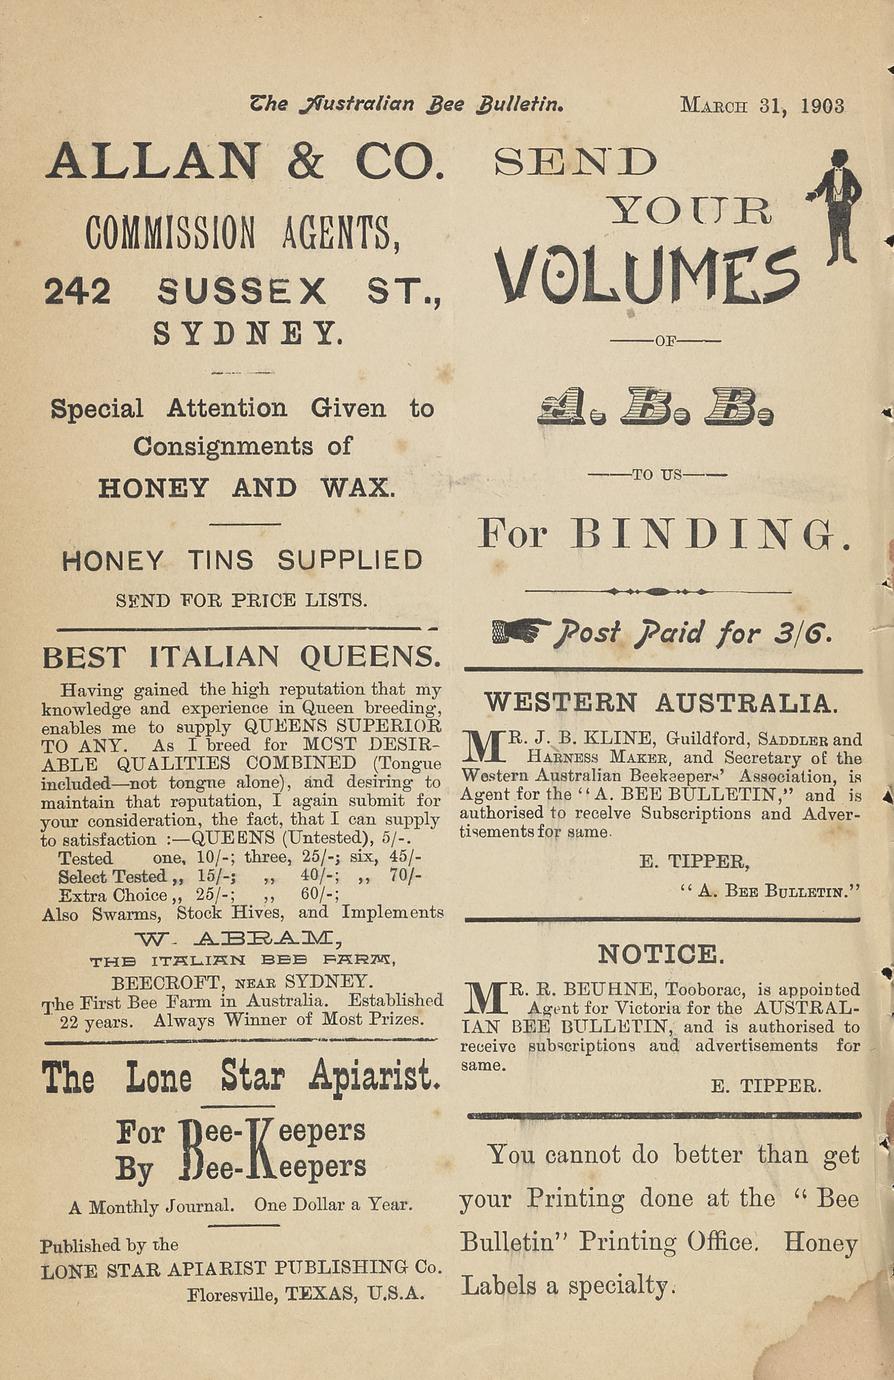 The Australian Bee Bulletin. MARCH 31, 1903
ALLAN & CO.
COMMISSION AGENTS,
242 SUSSEX ST.,
SYDNEY.
Special Attention Given to
Consignments of
HONEY AND WAX.
HONEY TINS SUPPLIED
SEND FOR PRICE LISTS.
BEST ITALIAN QUEENS.
Having gained the high reputation that my
knowledge and experience in Queen breeding,
enables me to supply QUEENS SUPERIOR
TO ANY. As I breed for MOST DESIR-
ABLE QUALITIES COMBINED (Tongue
included—not tongue alone), and desiring to
maintain that reputation, I again submit for
your consideration, the fact, that I can supply
to satisfaction :—QUEENS (Untested), 5/-.
Tested one, 10/-; three, 25/-; six, 45/-
Select Tested ,, 15/-; ,, 40/-; ,, 70/-
Extra Choice ,, 25/-; ,, 60/-;
Also Swarms, Stock Hives, and Implements
W. ABRAM,
THE ITALIAN BEE FARM,
BEECROFT, NEAR SYDNEY.
The First Bee Farm in Australia. Established
22 years. Always Winner of Most Prizes.
The Lone Star Apiarist.
For Bee-Keepers
By Bee-Keepers
A Monthly Journal. One Dollar a Year.
Published by the
LONE STAR APIARIST PUBLISHING Co.
Floresville, TEXAS, U.S.A.
SEND
YOUR
VOLUMES
—OF—
A. B. B.
—TO US—
For BINDING.
Post Paid for 3/6.
WESTERN AUSTRALIA.
MR. J. B. KLINE, Guildford, SADDLER and
HARNESS MAKER, and Secretary of the
Western Australian Beekeepers' Association, is
Agent for the "A. BEE BULLETIN," and is
authorised to receive Subscriptions and Adver-
tisements for same.
E. TIPPER,
"A. BEE BULLETIN."
NOTICE.
MR. R. BEUHNE, Tooborac, is appointed
Agent for Victoria for the AUSTRAL-
IAN BEE BULLETIN, and is authorised to
receive subscriptions and advertisements for
same.
E. TIPPER.
You cannot do better than get
your Printing done at the "Bee
Bulletin" Printing Office. Honey
Labels a specialty.